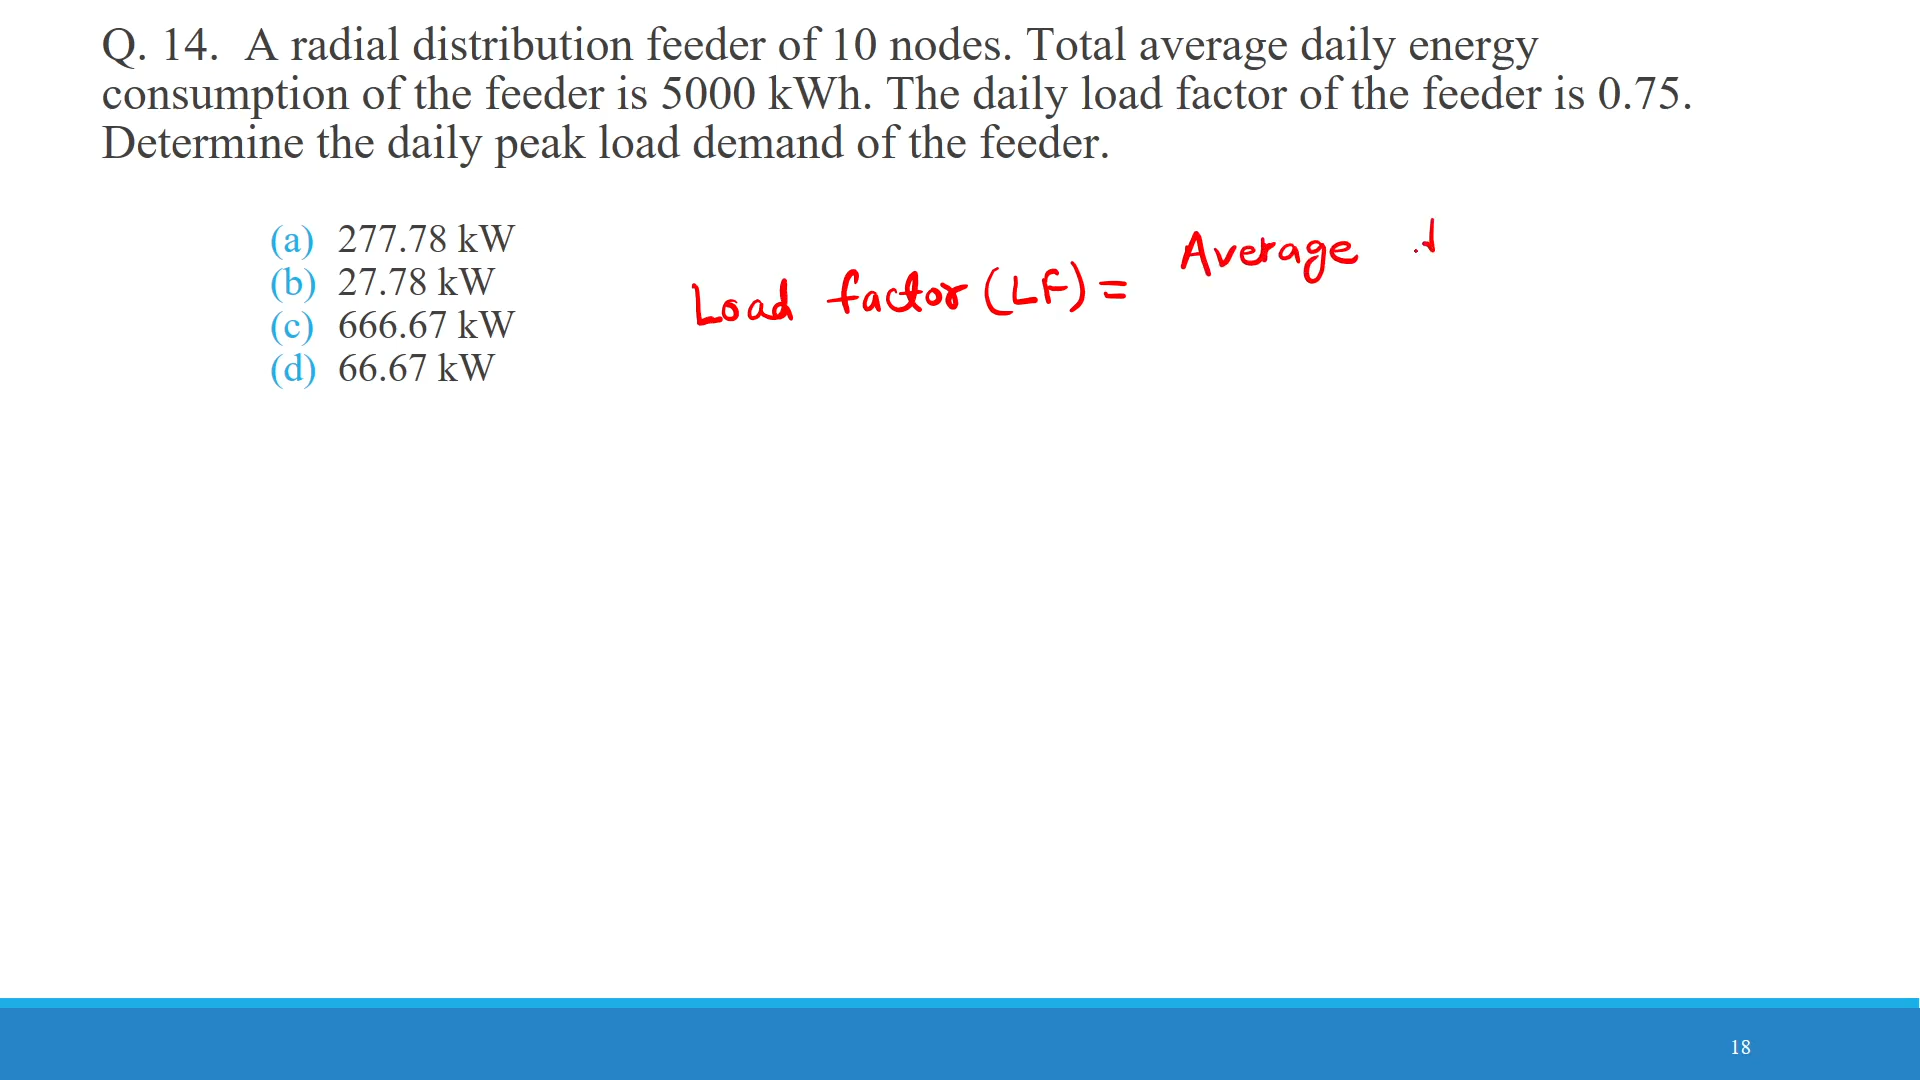 Q. 14. A radial distribution feeder of 10 nodes. Total average daily energy
consumption of the feeder is 5000 kWh. The daily load factor of the feeder is 0.75.
Determine the daily peak load demand of the feeder.
(a) 277.78 kW
(b) 27.78 kW
(c) 666.67 kW
(d) 66.67 kW
Load factor (LF) = Average
18